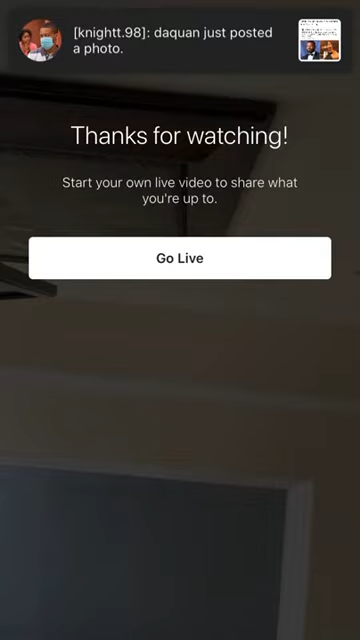 [knightt.98]: daquan just posted
a photo.
Thanks for watching!
Start your own live video to share what
you're up to.
Go Live